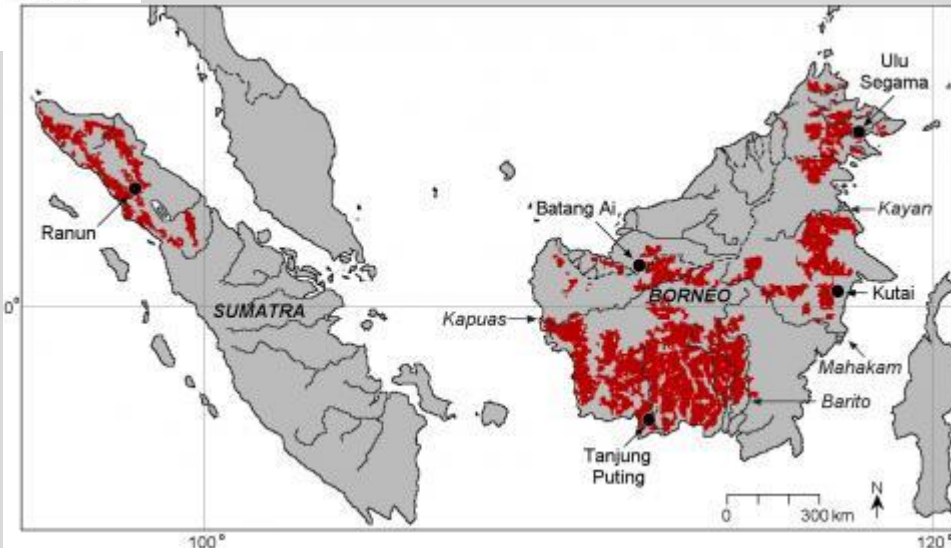 Ulu
Segama
Kayan
Batang Ai
Ranun
BORNEO
Kutai
0°
SUMATRA
Kapuas
Mahakam
Barito
Tanjung
Puting
N
0 300 km
100°
120°